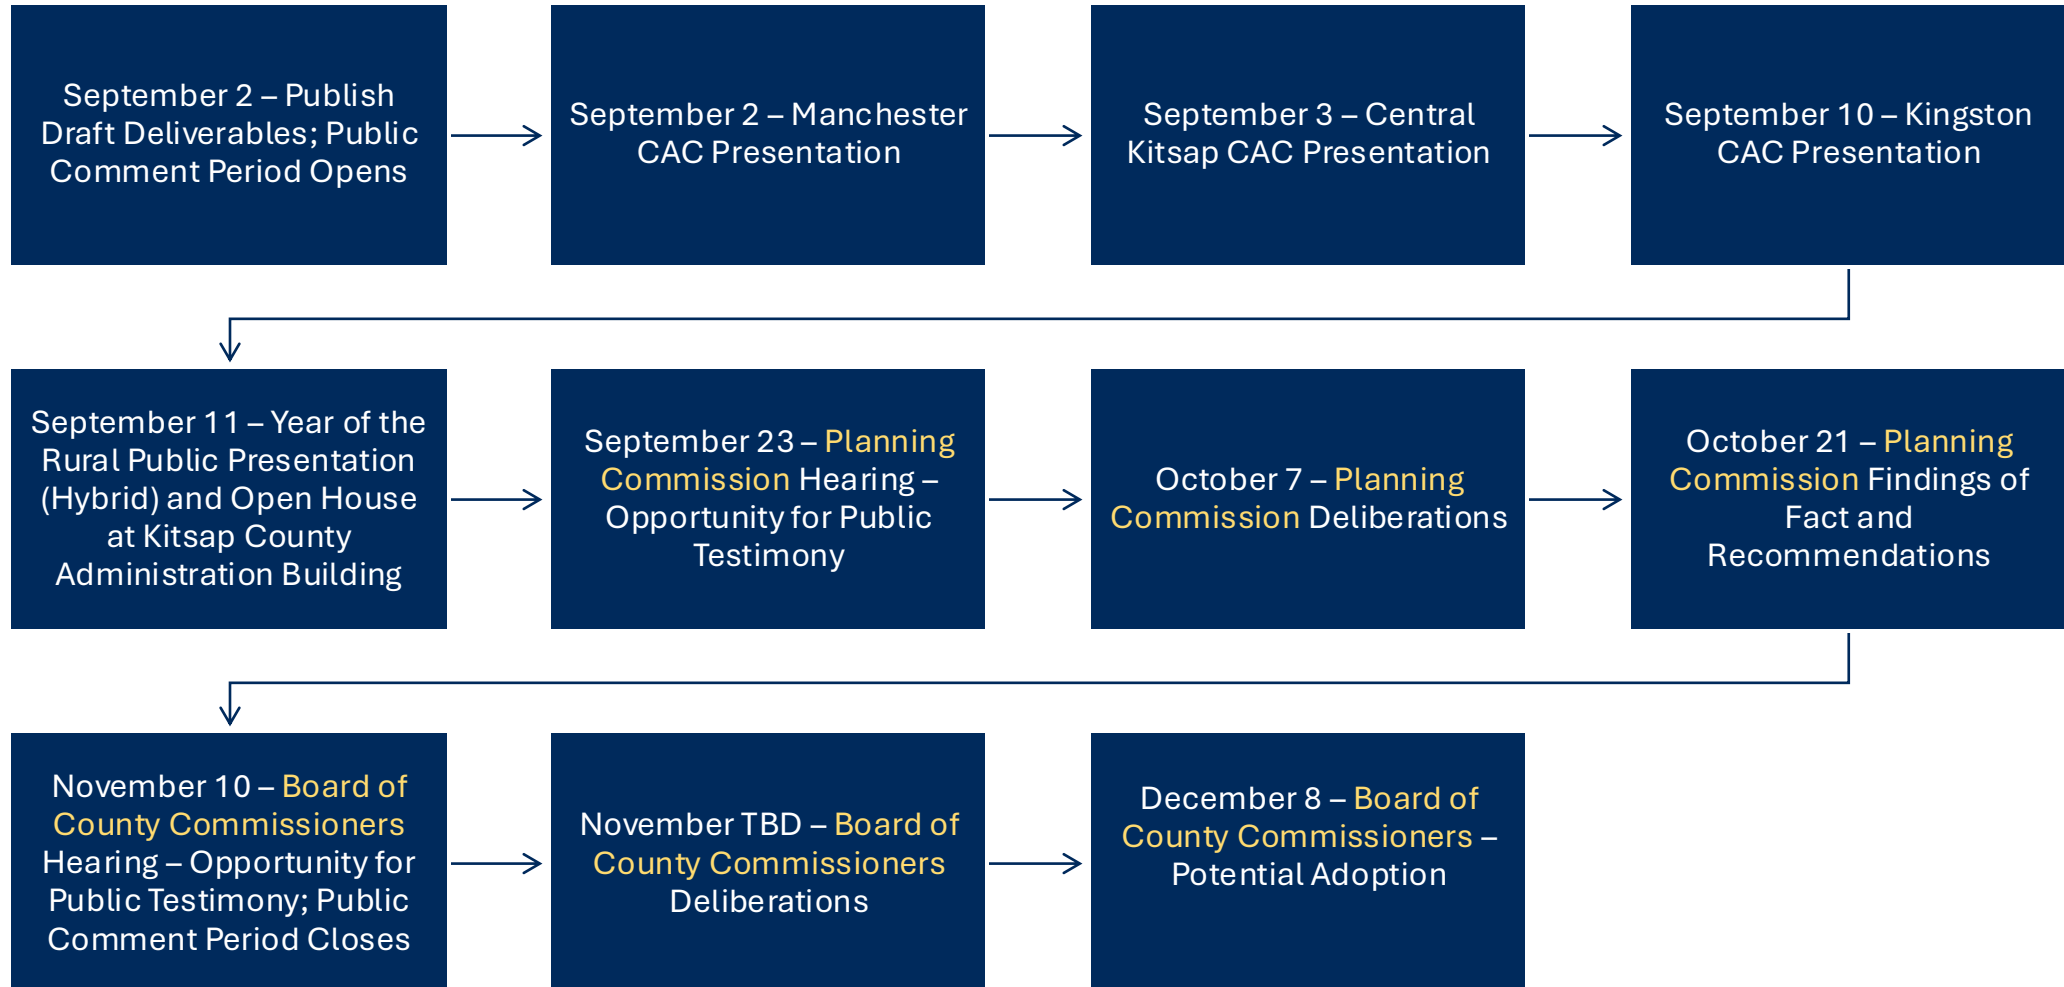 September 2 – Publish
Draft Deliverables; Public
Comment Period Opens
September 2 – Manchester
CAC Presentation
September 3 – Central
Kitsap CAC Presentation
September 10 – Kingston
CAC Presentation
September 11 – Year of the
Rural Public Presentation
(Hybrid) and Open House
at Kitsap County
Administration Building
September 23 – Planning
Commission Hearing –
Opportunity for Public
Testimony
October 7 – Planning
Commission Deliberations
October 21 – Planning
Commission Findings of
Fact and
Recommendations
November 10 – Board of
County Commissioners
Hearing – Opportunity for
Public Testimony; Public
Comment Period Closes
November TBD – Board of
County Commissioners
Deliberations
December 8 – Board of
County Commissioners –
Potential Adoption